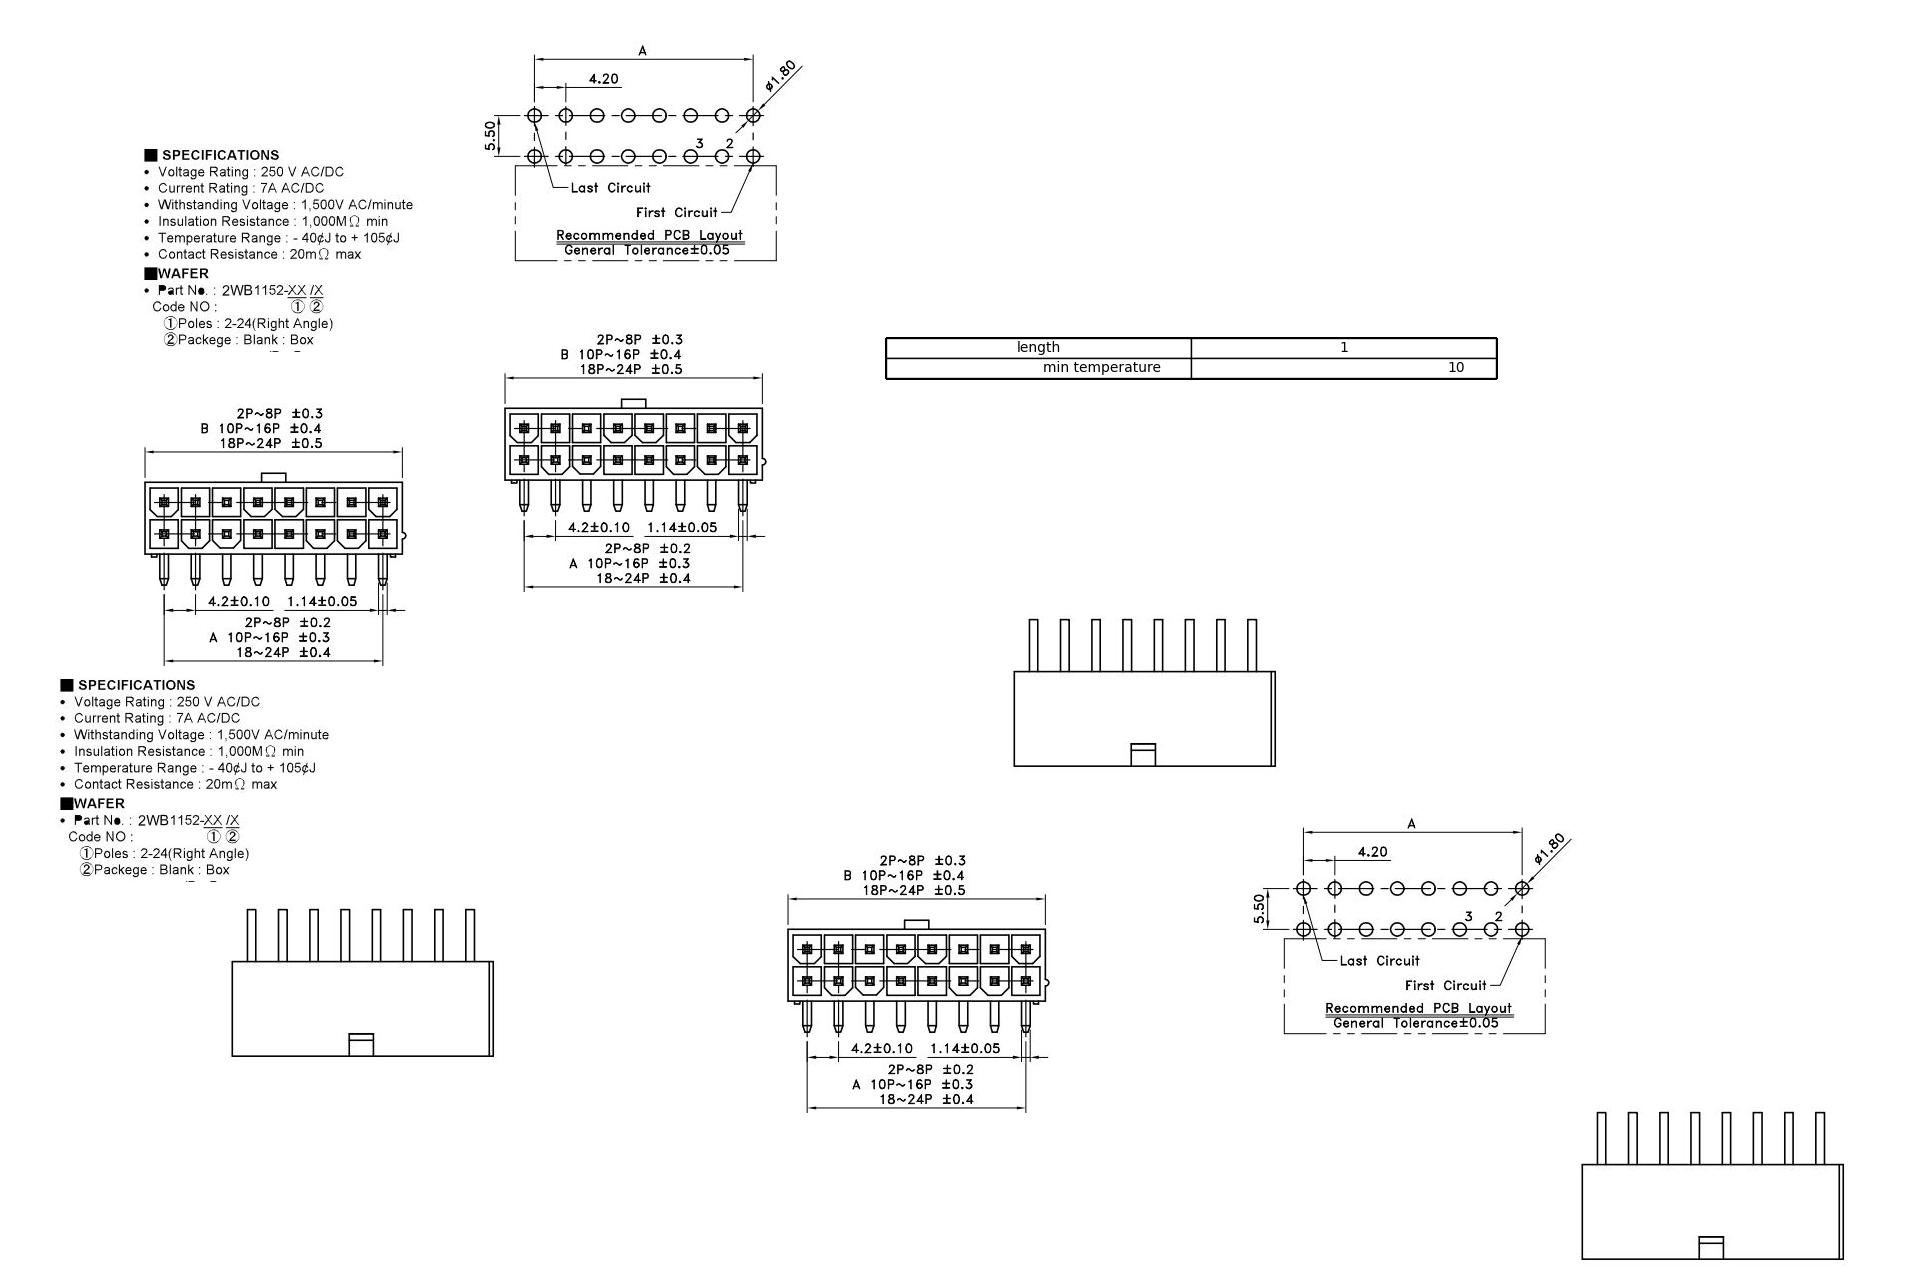 A
4.20
ø1.80
5.50
3 2
Last Circuit
First Circuit
Recommended PCB Layout
General Tolerance±0.05
■ SPECIFICATIONS
• Voltage Rating : 250 V AC/DC
• Current Rating : 7A AC/DC
• Withstanding Voltage : 1,500V AC/minute
• Insulation Resistance : 1,000MΩ min
• Temperature Range : - 40¢J to + 105¢J
• Contact Resistance : 20mΩ max
■WAFER
• Part No. : 2WB1152-XX /X
Code NO : ① ②
①Poles : 2-24(Right Angle)
②Packege : Blank : Box
2P~8P ±0.3
B 10P~16P ±0.4
18P~24P ±0.5
4.2±0.10 1.14±0.05
2P~8P ±0.2
A 10P~16P ±0.3
18~24P ±0.4
length 1
min temperature 10
2P~8P ±0.3
B 10P~16P ±0.4
18P~24P ±0.5
4.2±0.10 1.14±0.05
2P~8P ±0.2
A 10P~16P ±0.3
18~24P ±0.4
■ SPECIFICATIONS
• Voltage Rating : 250 V AC/DC
• Current Rating : 7A AC/DC
• Withstanding Voltage : 1,500V AC/minute
• Insulation Resistance : 1,000MΩ min
• Temperature Range : - 40¢J to + 105¢J
• Contact Resistance : 20mΩ max
■WAFER
• Part No. : 2WB1152-XX /X
Code NO : ① ②
①Poles : 2-24(Right Angle)
②Packege : Blank : Box
2P~8P ±0.3
B 10P~16P ±0.4
18P~24P ±0.5
4.2±0.10 1.14±0.05
2P~8P ±0.2
A 10P~16P ±0.3
18~24P ±0.4
A
4.20
ø1.80
5.50
3 2
Last Circuit
First Circuit
Recommended PCB Layout
General Tolerance±0.05